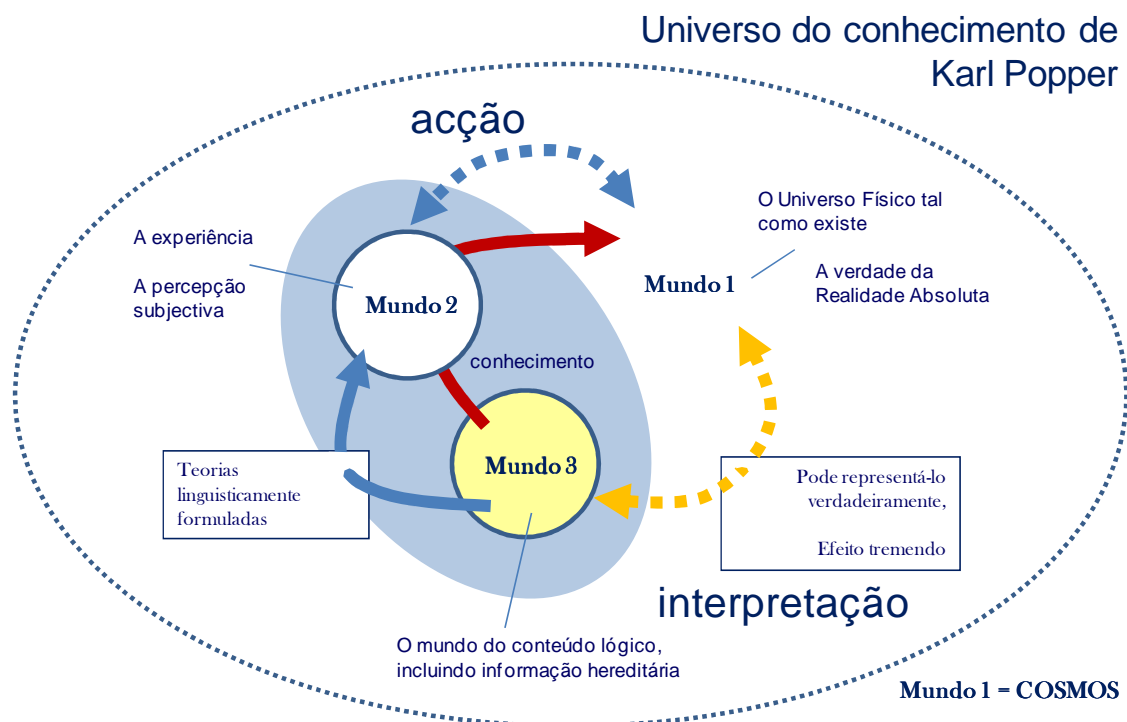 Universo do conhecimento de
Karl Popper
acção
O Universo Físico tal
como existe
A experiência
A verdade da
Realidade Absoluta
A percepção
subjectiva
Mundo 1
Mundo 2
conhecimento
Mundo 3
Teorias
linguisticamente
formuladas
Pode representá-lo
verdadeiramente,
Efeito tremendo
interpretação
O mundo do conteúdo lógico,
incluindo informação hereditária
Mundo 1 = COSMOS